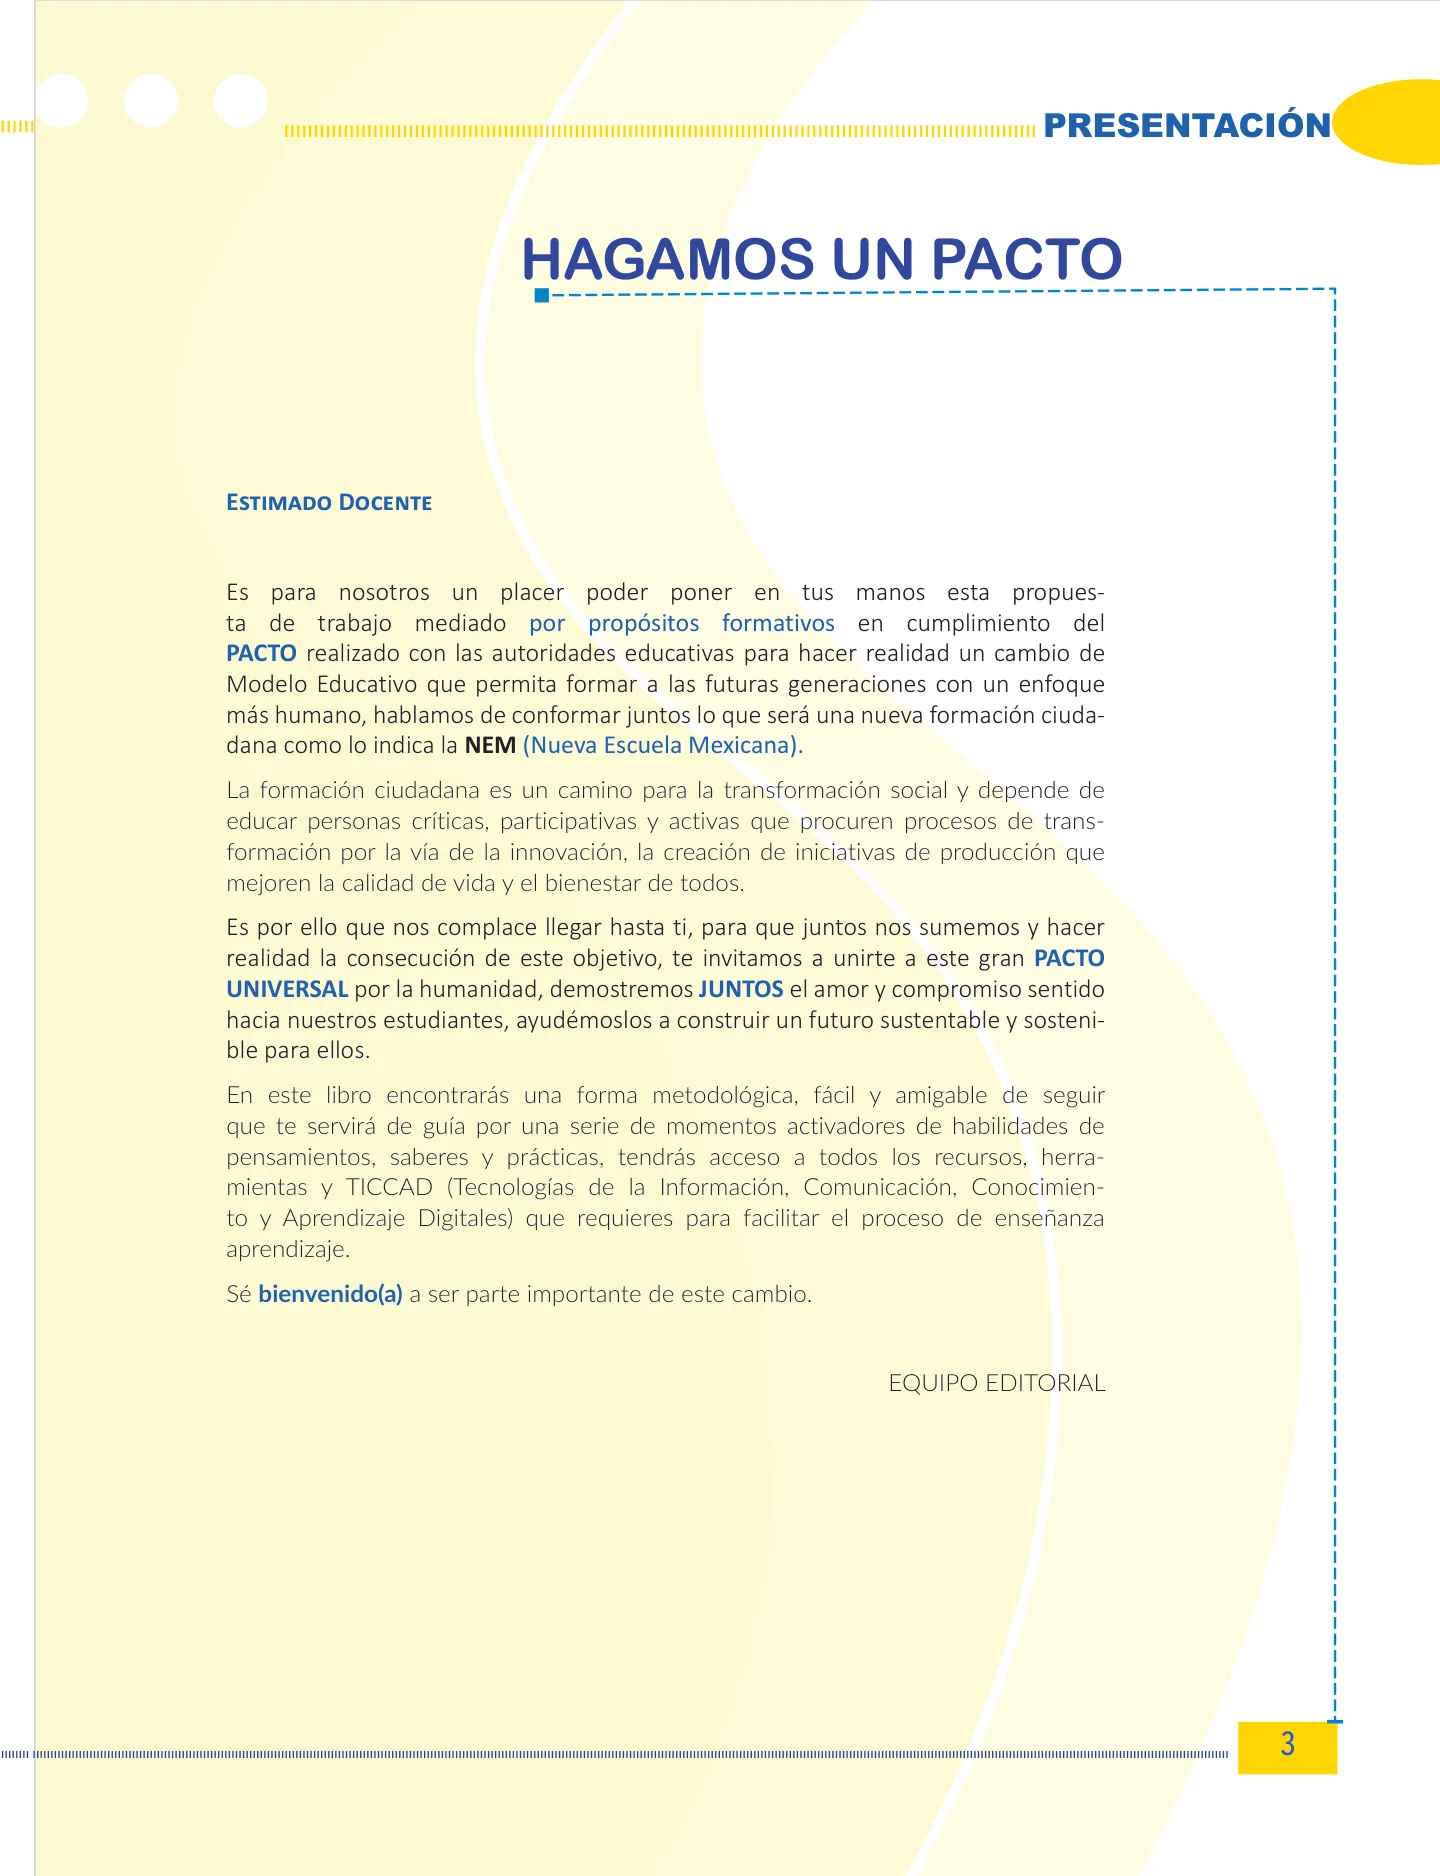 PRESENTACIÓN
HAGAMOS UN PACTO
Estimado Docente
Es para nosotros un placer poder poner en tus manos esta propues-
ta de trabajo mediado por propósitos formativos en cumplimiento del
PACTO realizado con las autoridades educativas para hacer realidad un cambio de
Modelo Educativo que permita formar a las futuras generaciones con un enfoque
más humano, hablamos de conformar juntos lo que será una nueva formación ciuda-
dana como lo indica la NEM (Nueva Escuela Mexicana).
La formación ciudadana es un camino para la transformación social y depende de
educar personas críticas, participativas y activas que procuren procesos de trans-
formación por la vía de la innovación, la creación de iniciativas de producción que
mejoren la calidad de vida y el bienestar de todos.
Es por ello que nos complace llegar hasta ti, para que juntos nos sumemos y hacer
realidad la consecución de este objetivo, te invitamos a unirte a este gran PACTO
UNIVERSAL por la humanidad, demostremos JUNTOS el amor y compromiso sentido
hacia nuestros estudiantes, ayudémoslos a construir un futuro sustentable y sosteni-
ble para ellos.
En este libro encontrarás una forma metodológica, fácil y amigable de seguir
que te servirá de guía por una serie de momentos activadores de habilidades de
pensamientos, saberes y prácticas, tendrás acceso a todos los recursos, herra-
mientas y TICCAD (Tecnologías de la Información, Comunicación, Conocimien-
to y Aprendizaje Digitales) que requieres para facilitar el proceso de enseñanza
aprendizaje.
Sé bienvenido(a) a ser parte importante de este cambio.
EQUIPO EDITORIAL
3